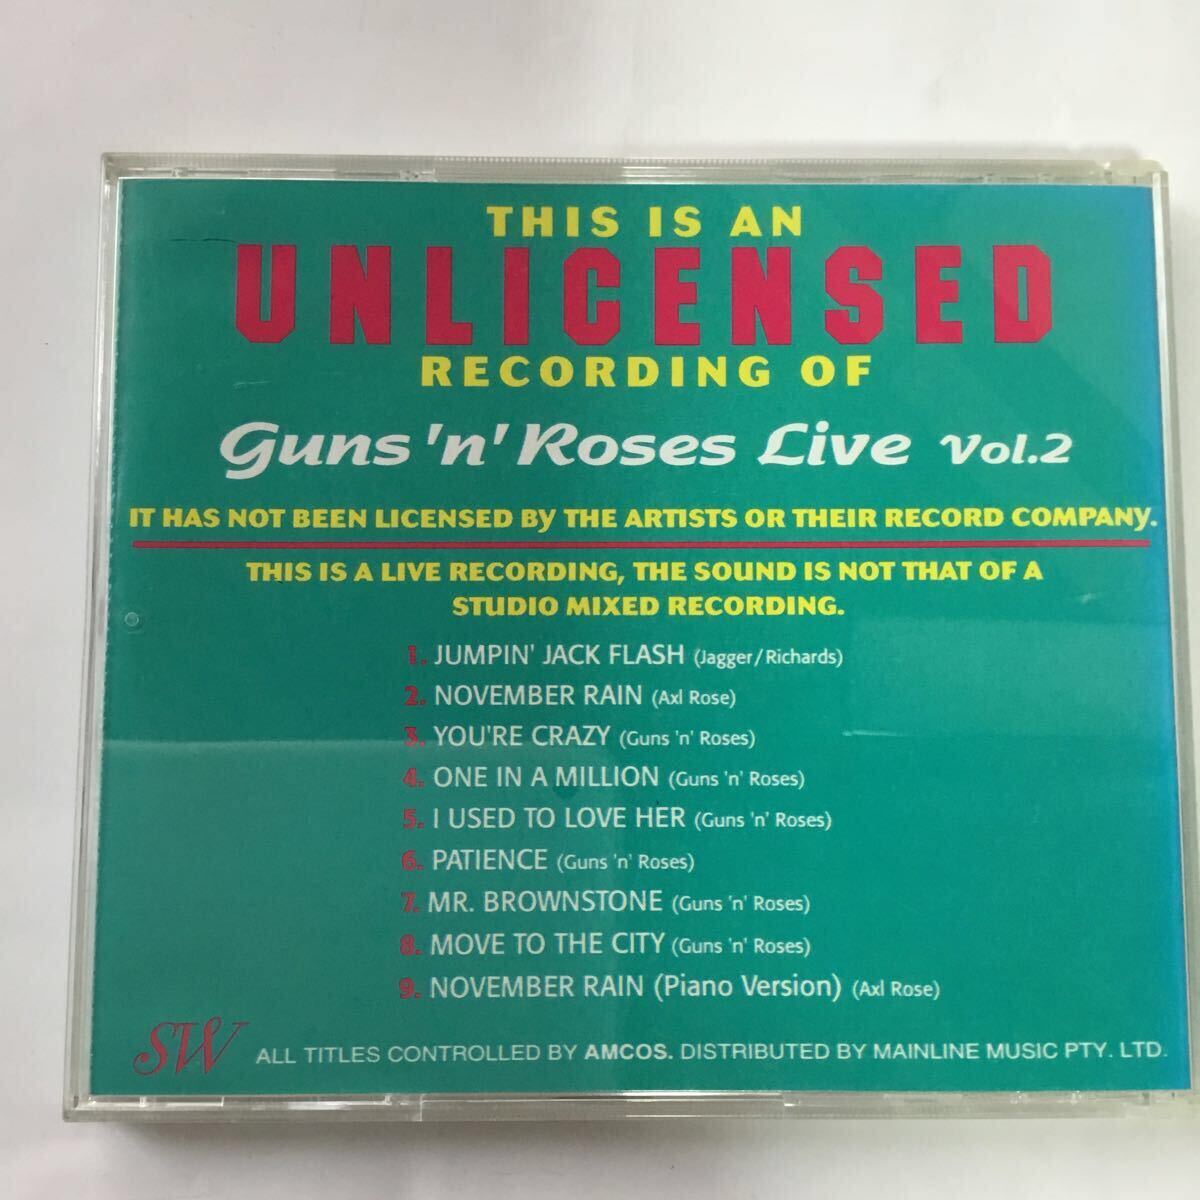 THIS IS AN
UNLICENSED
RECORDING OF
Guns 'n' Roses Live Vol.2
IT HAS NOT BEEN LICENSED BY THE ARTISTS OR THEIR RECORD COMPANY.
THIS IS A LIVE RECORDING, THE SOUND IS NOT THAT OF A
STUDIO MIXED RECORDING.
1. JUMPIN' JACK FLASH (Jagger/Richards)
2. NOVEMBER RAIN (Axl Rose)
3. YOU'RE CRAZY (Guns 'n' Roses)
4. ONE IN A MILLION (Guns 'n' Roses)
5. I USED TO LOVE HER (Guns 'n' Roses)
6. PATIENCE (Guns 'n' Roses)
7. MR. BROWNSTONE (Guns 'n' Roses)
8. MOVE TO THE CITY (Guns 'n' Roses)
9. NOVEMBER RAIN (Piano Version) (Axl Rose)
SW ALL TITLES CONTROLLED BY AMCOS. DISTRIBUTED BY MAINLINE MUSIC PTY. LTD.